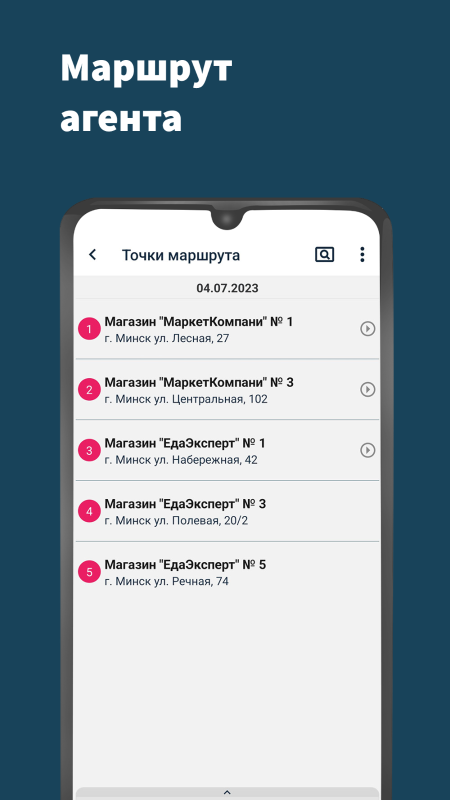 Маршрут
агента
Точки маршрута
04.07.2023
1
Магазин "МаркетКомпани" № 1
г. Минск ул. Лесная, 27
2
Магазин "МаркетКомпани" № 3
г. Минск ул. Центральная, 102
3
Магазин "ЕдаЭксперт" № 1
г. Минск ул. Набережная, 42
4
Магазин "ЕдаЭксперт" № 3
г. Минск ул. Полевая, 20/2
5
Магазин "ЕдаЭксперт" № 5
г. Минск ул. Речная, 74